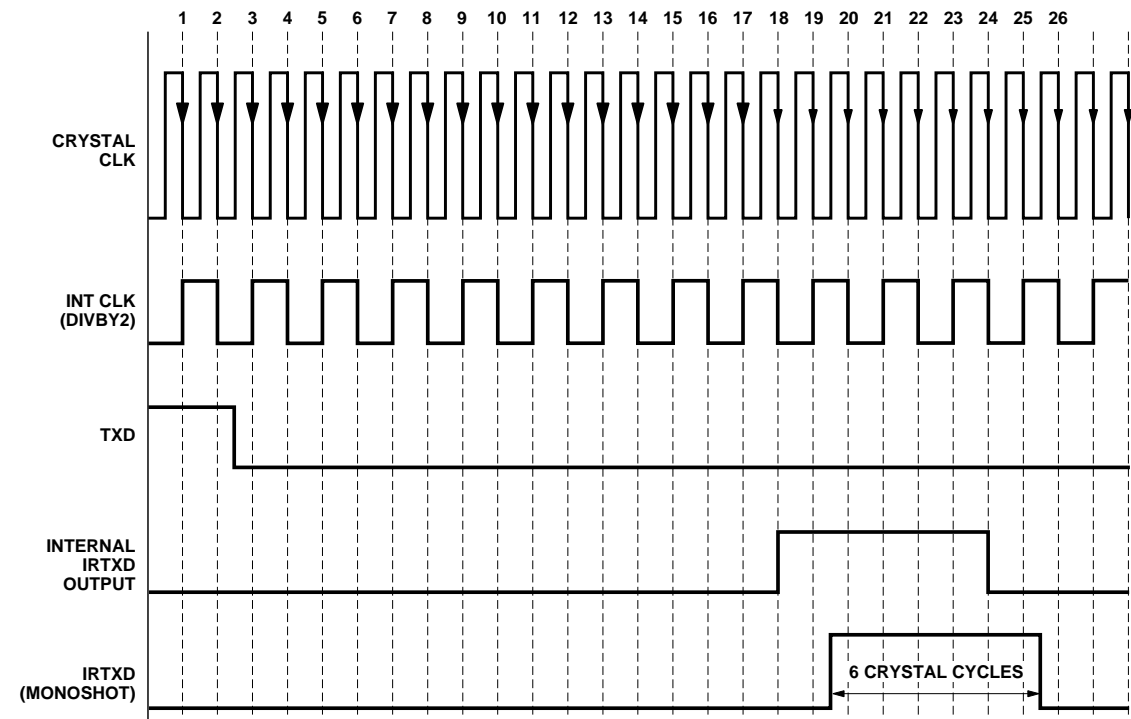 1 2 3 4 5 6 7 8 9 10 11 12 13 14 15 16 17 18 19 20 21 22 23 24 25 26
CRYSTAL
CLK
INT CLK
(DIVBY2)
TXD
INTERNAL
IRTXD
OUTPUT
IRTXD
(MONOSHOT)
6 CRYSTAL CYCLES